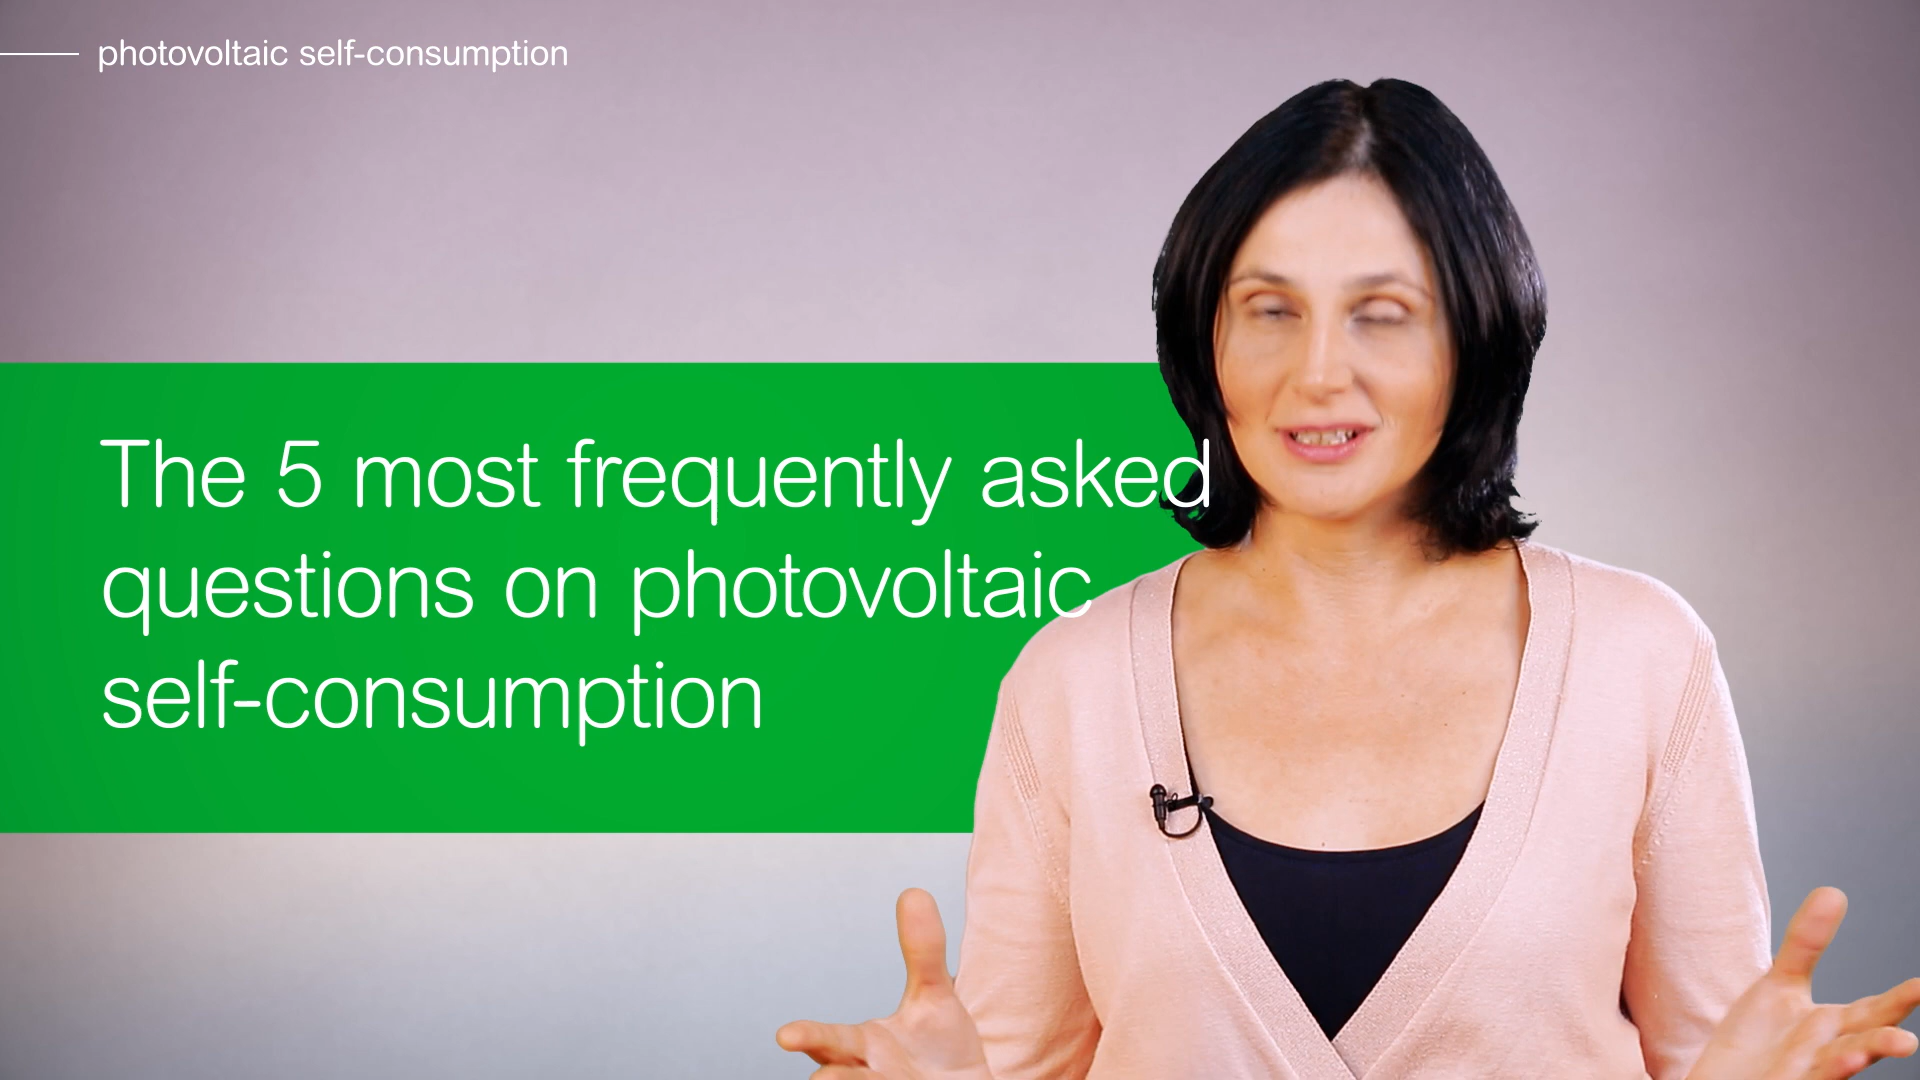 photovoltaic self-consumption
The 5 most frequently asked
questions on photovoltaic
self-consumption